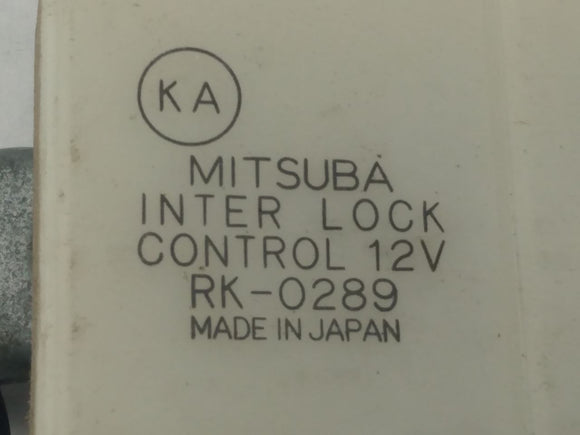 KA
MITSUBA
INTER LOCK
CONTROL 12V
RK-0289
MADE IN JAPAN